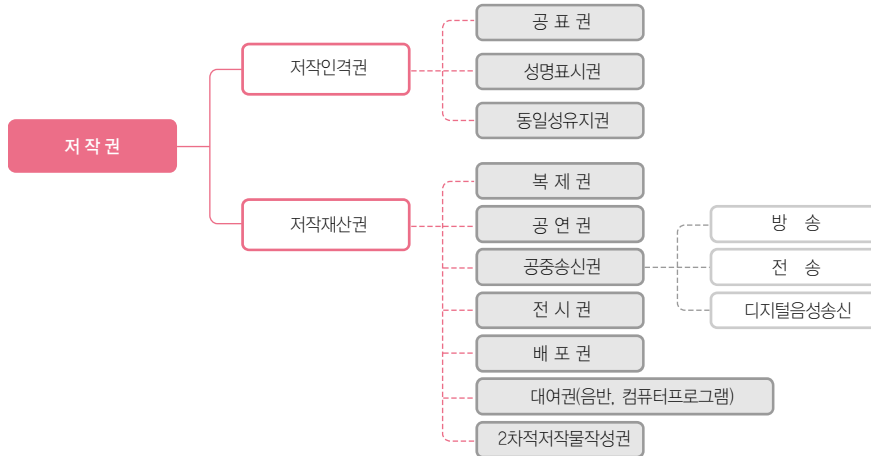 저작권
저작인격권
공 표 권
성명표시권
동일성유지권
저작재산권
복 제 권
공 연 권
공중송신권
방 송
전 송
디지털음성송신
전 시 권
배 포 권
대여권(음반, 컴퓨터프로그램)
2차적저작물작성권